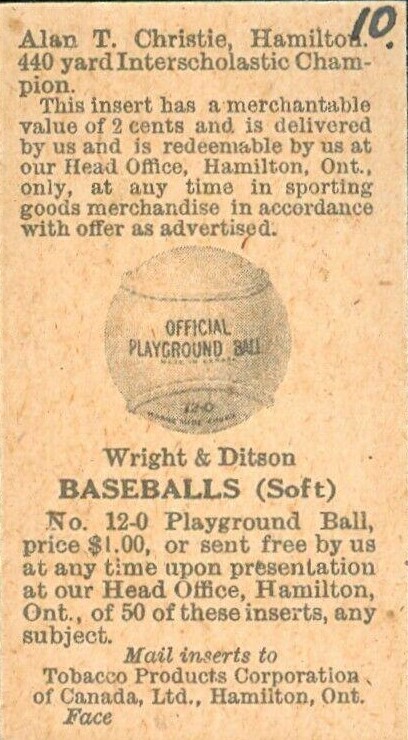 10.
Alan T. Christie, Hamilton.
440 yard Interscholastic Cham-
pion.
This insert has a merchantable
value of 2 cents and is delivered
by us and is redeemable by us at
our Head Office, Hamilton, Ont.,
only, at any time in sporting
goods merchandise in accordance
with offer as advertised.
OFFICIAL
PLAYGROUND BALL
MADE IN CANADA
12-0
Wright & Ditson
BASEBALLS (Soft)
No. 12-0 Playground Ball,
price $1.00, or sent free by us
at any time upon presentation
at our Head Office, Hamilton,
Ont., of 50 of these inserts, any
subject.
Mail inserts to
Tobacco Products Corporation
of Canada, Ltd., Hamilton, Ont.
Face